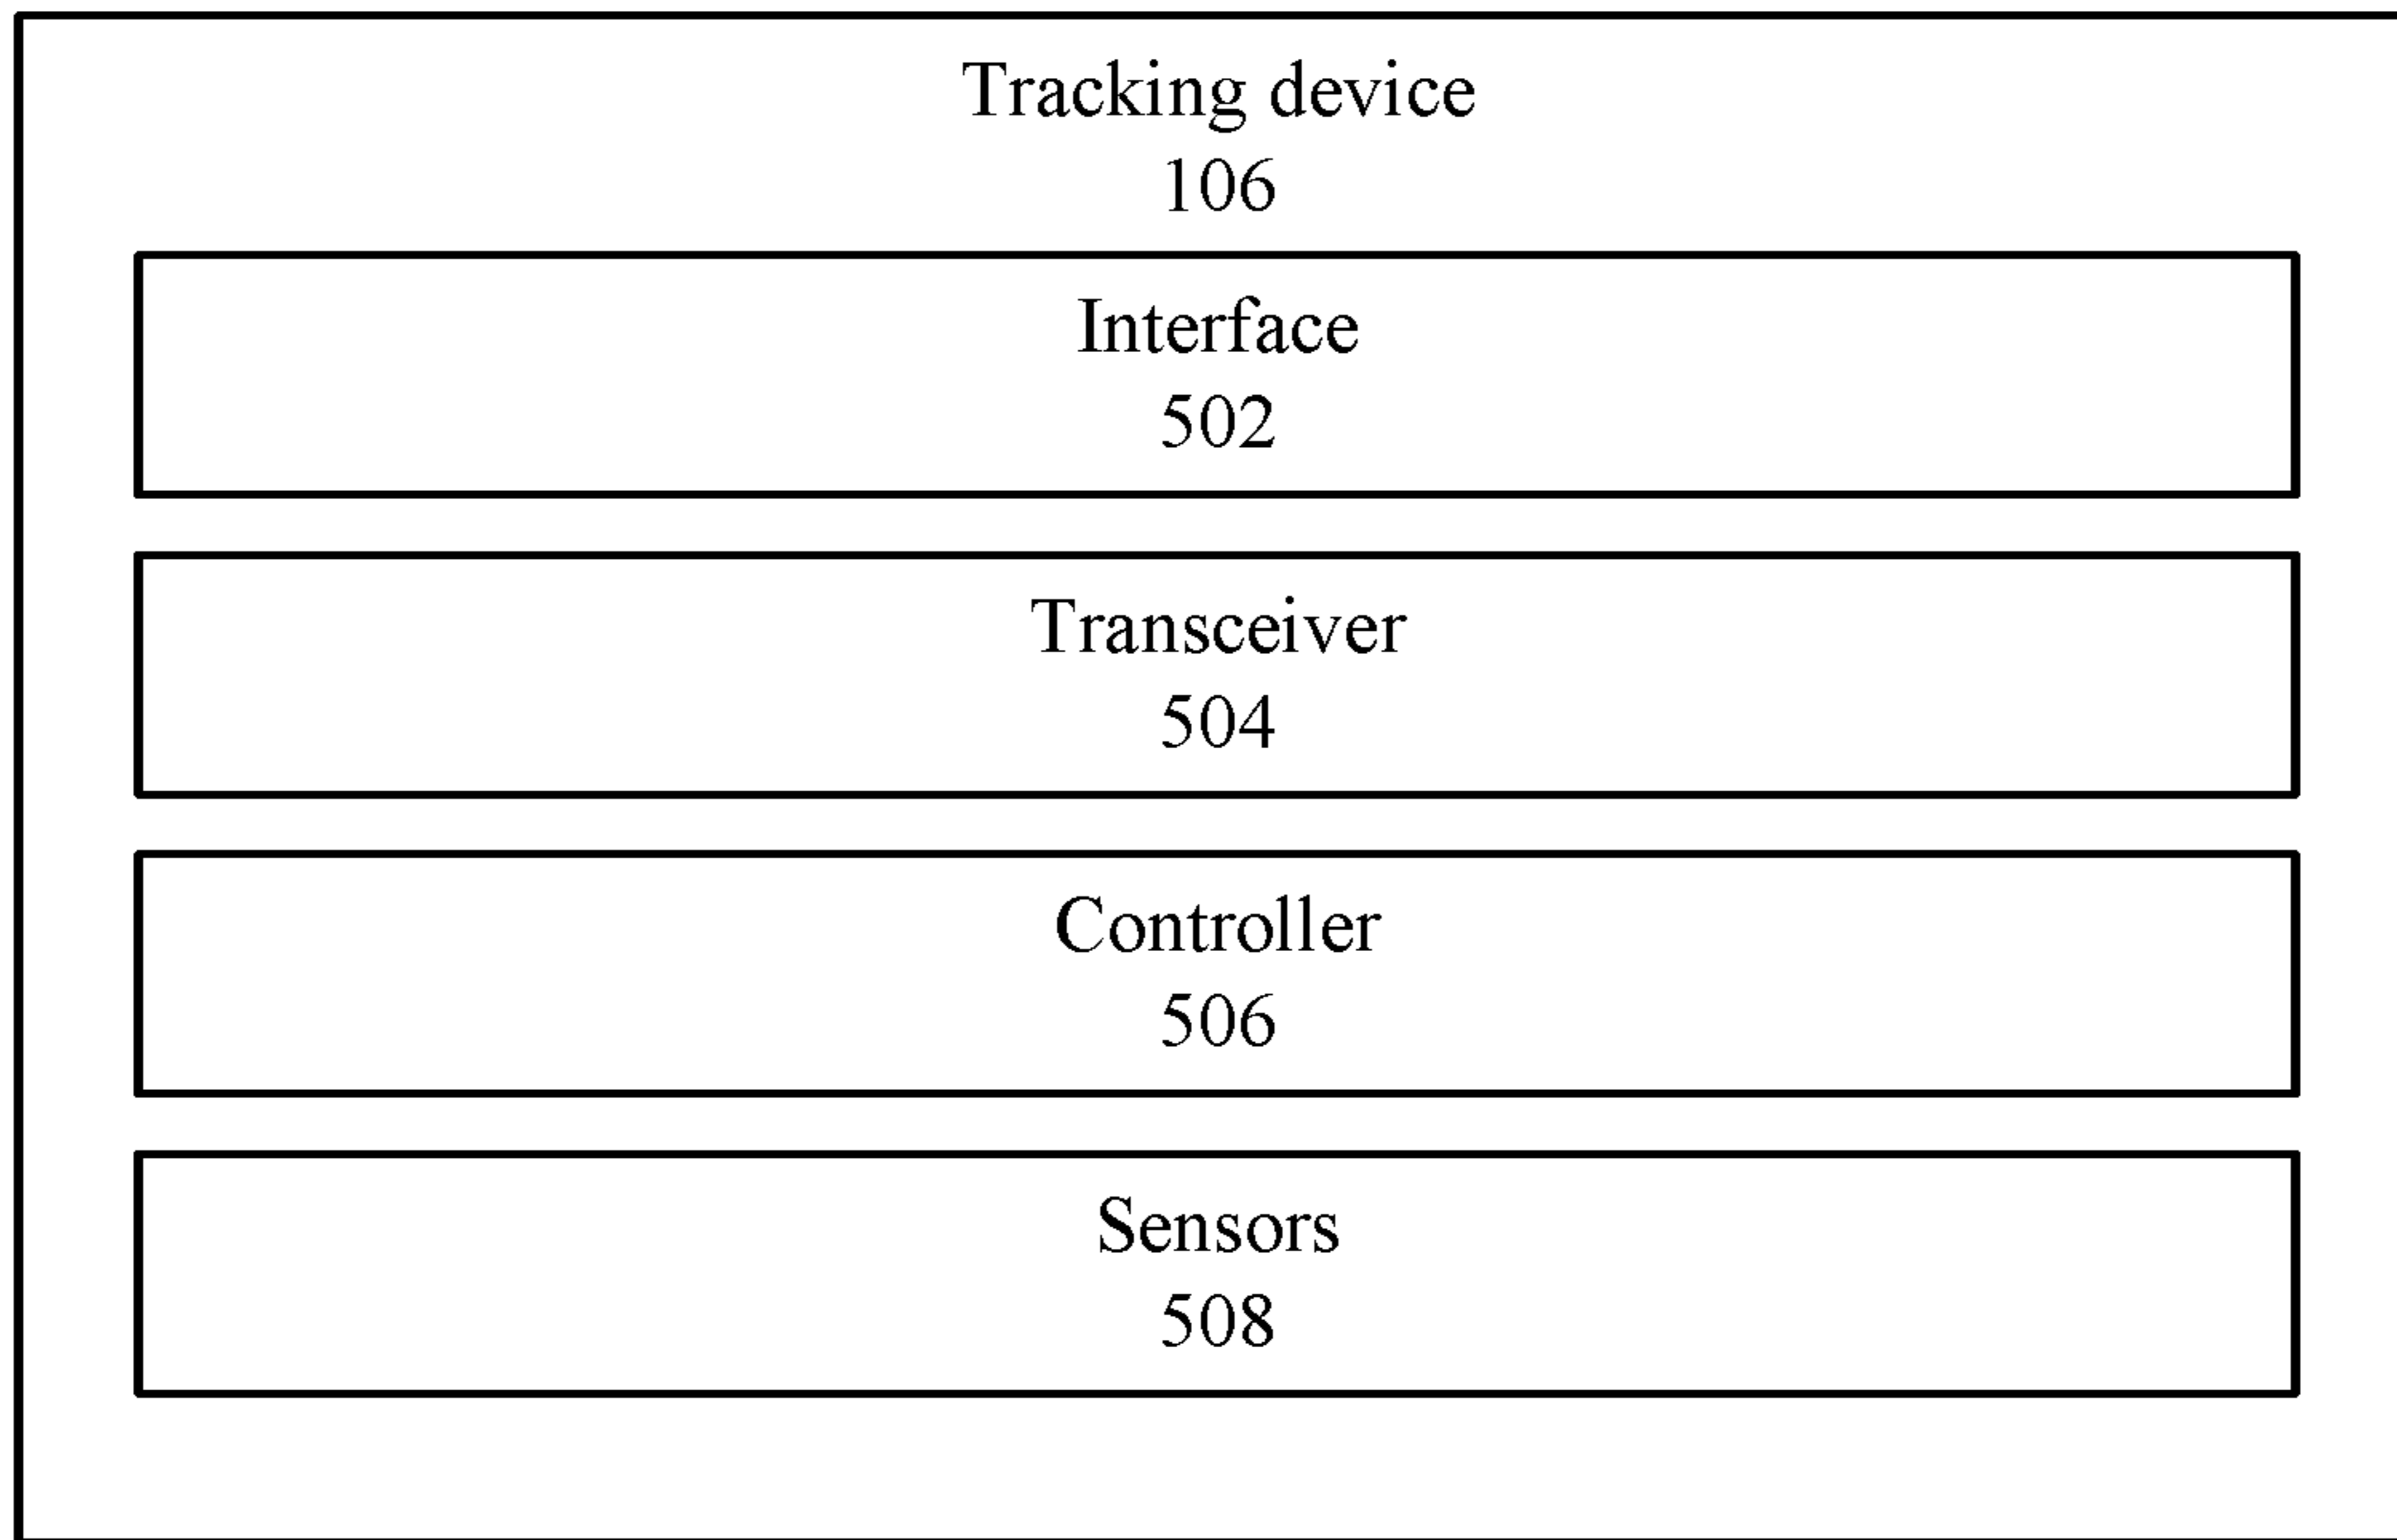 Tracking device
106
Interface
502
Transceiver
504
Controller
506
Sensors
508